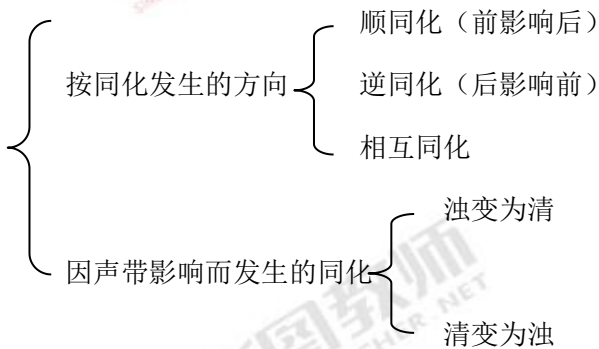 顺同化（前影响后）
按同化发生的方向
逆同化（后影响前）
相互同化
浊变为清
因声带影响而发生的同化
清变为浊